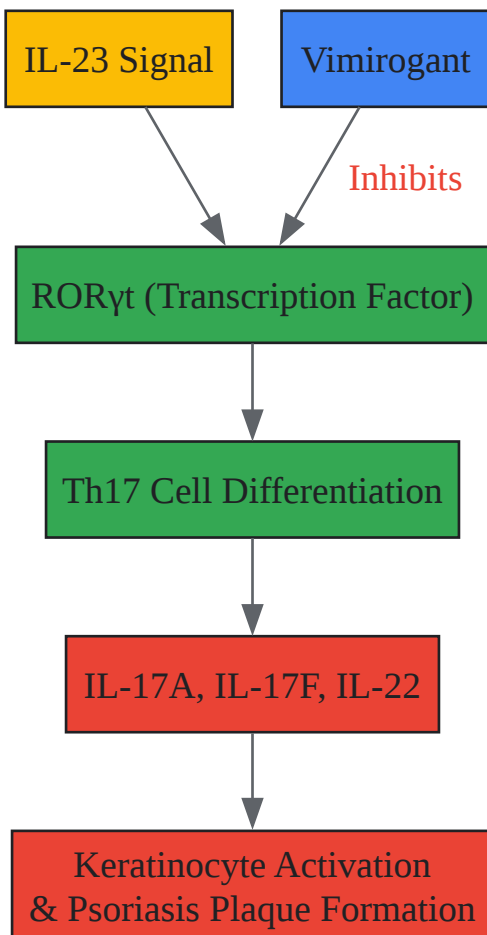 IL-23 Signal
Vimirogant
Inhibits
RORγt (Transcription Factor)
Th17 Cell Differentiation
IL-17A, IL-17F, IL-22
Keratinocyte Activation
& Psoriasis Plaque Formation